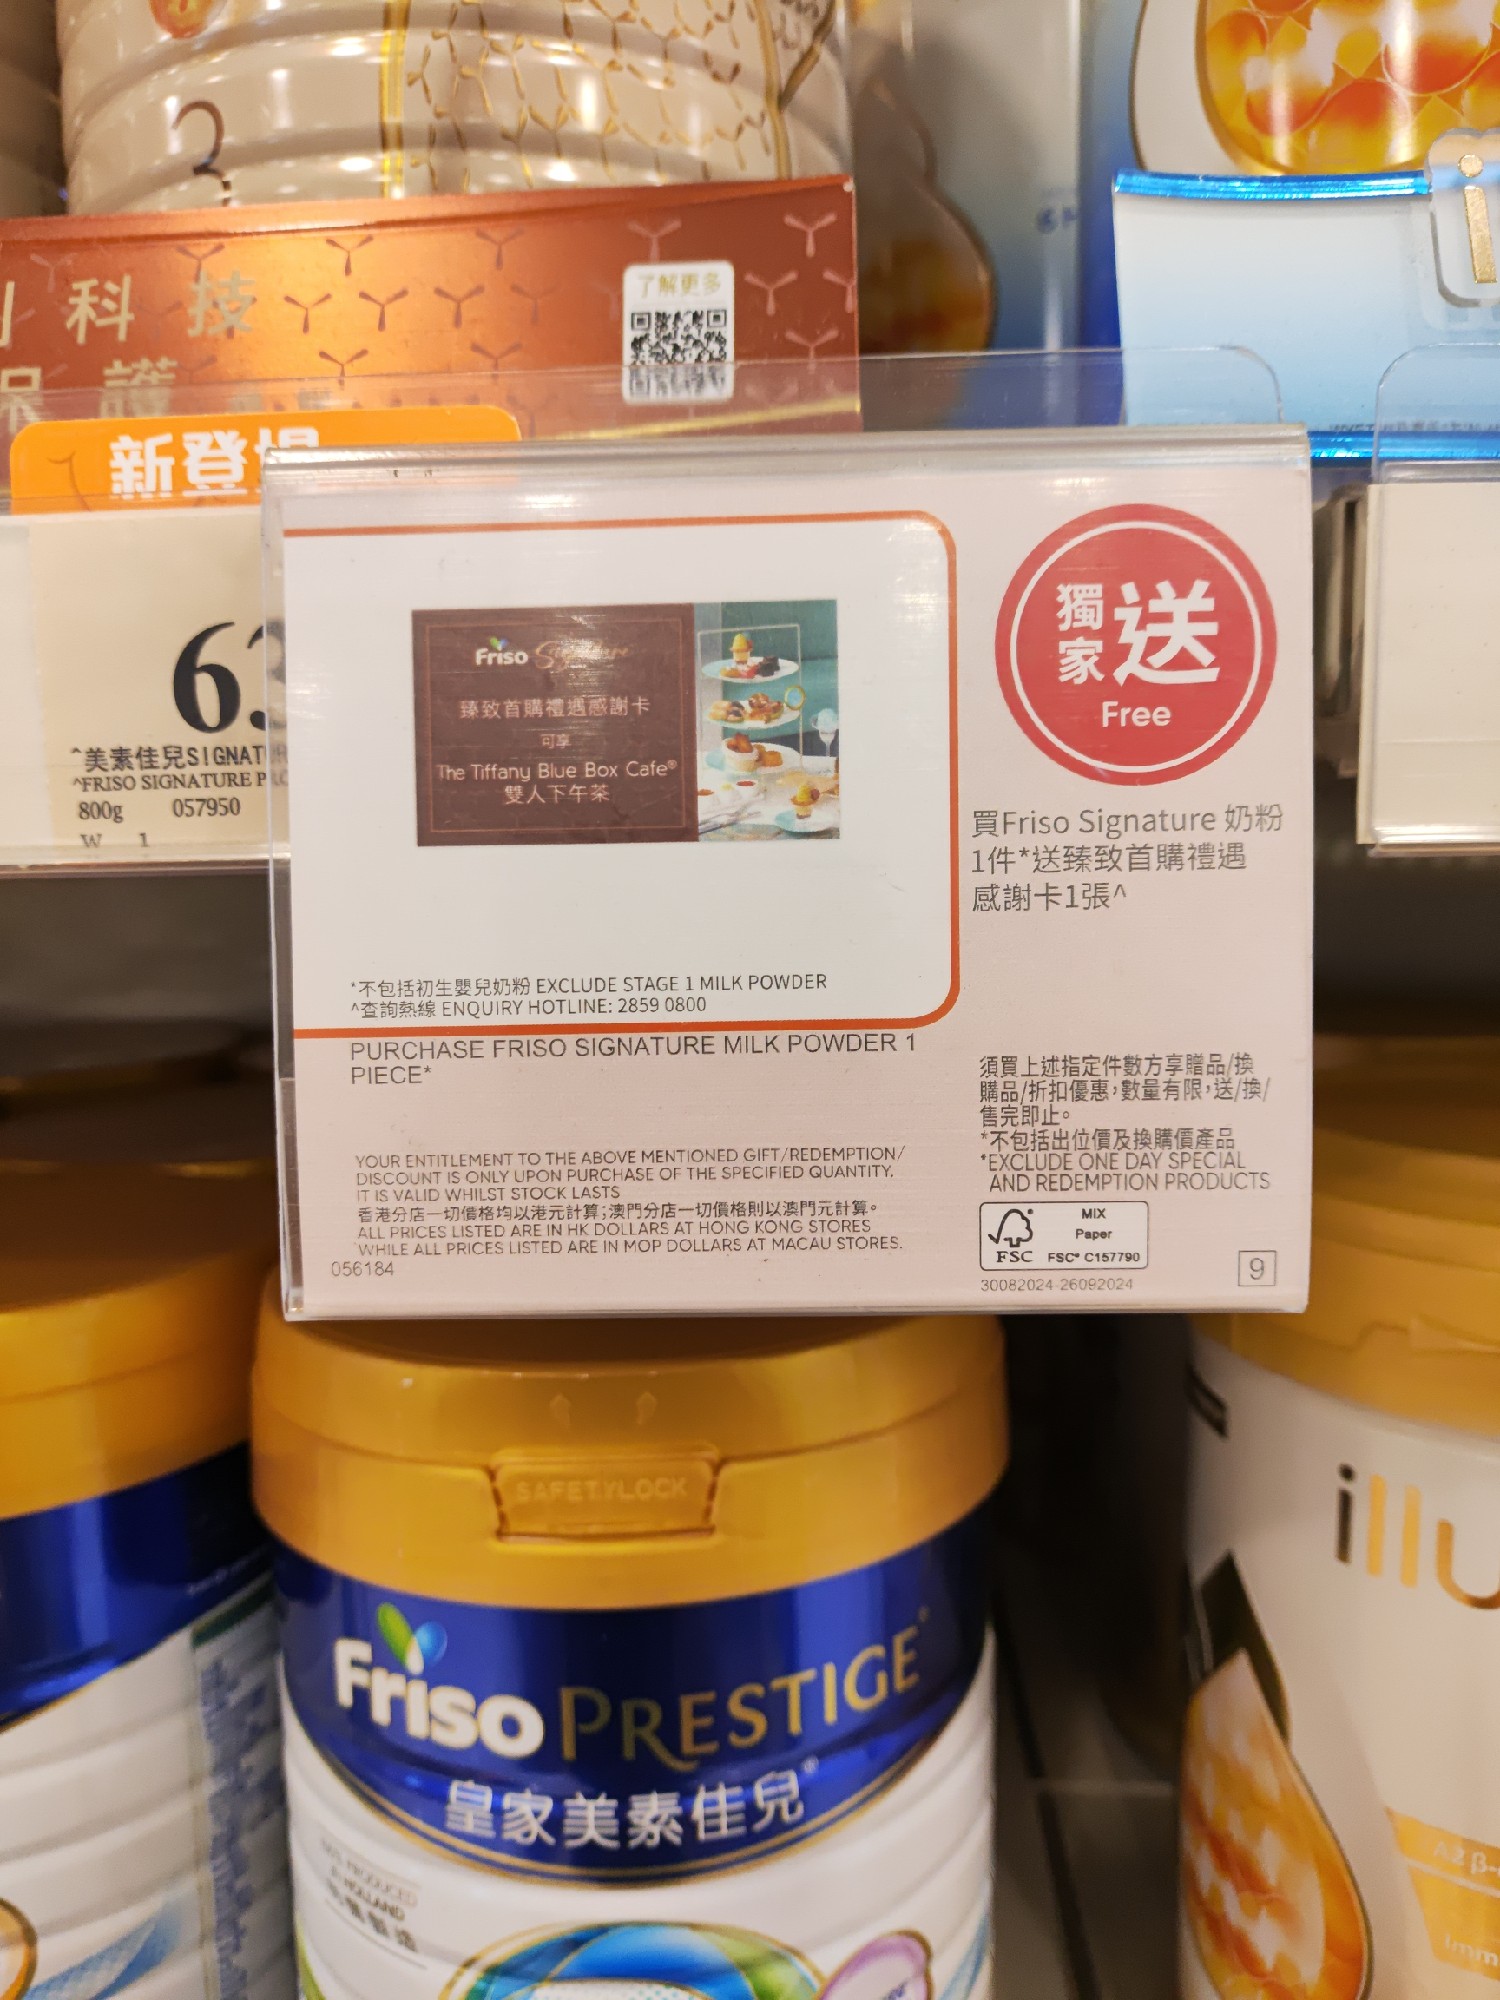 3
科技
了解更多
保護
新登場
63
^美素佳兒SIGNATUR
^FRISO SIGNATURE PRO
800g 057950
W 1
Friso Signature
臻致首購禮遇感謝卡
可享
The Tiffany Blue Box Cafe®
雙人下午茶
獨家送
Free
買Friso Signature 奶粉
1件*送臻致首購禮遇
感謝卡1張^
*不包括初生嬰兒奶粉 EXCLUDE STAGE 1 MILK POWDER
^查詢熱線 ENQUIRY HOTLINE: 2859 0800
PURCHASE FRISO SIGNATURE MILK POWDER 1
PIECE*
YOUR ENTITLEMENT TO THE ABOVE MENTIONED GIFT/REDEMPTION/
DISCOUNT IS ONLY UPON PURCHASE OF THE SPECIFIED QUANTITY.
IT IS VALID WHILST STOCK LASTS
香港分店一切價格均以港元計算;澳門分店一切價格則以澳門元計算。
ALL PRICES LISTED ARE IN HK DOLLARS AT HONG KONG STORES
WHILE ALL PRICES LISTED ARE IN MOP DOLLARS AT MACAU STORES.
056184
須買上述指定件數方享贈品/換
購品/折扣優惠,數量有限,送/換/
售完即止。
*不包括出位價及換購價產品
*EXCLUDE ONE DAY SPECIAL
AND REDEMPTION PRODUCTS
MIX
Paper
FSC FSC® C157790
30082024-26092024
9
SAFETYLOCK
Friso PRESTIGE
皇家美素佳兒®
illu
A2 β-